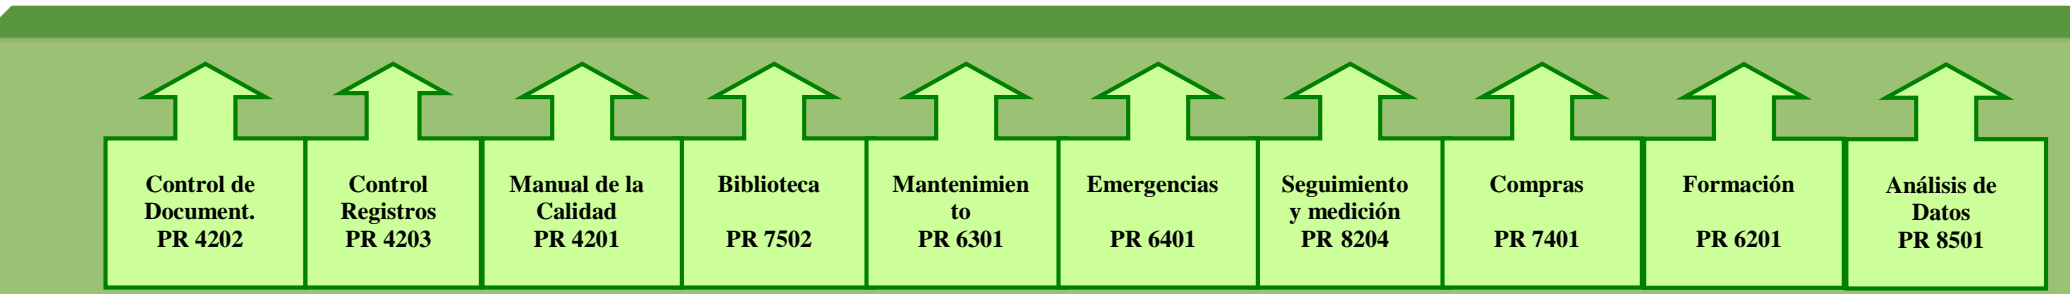 Control de
Document.
PR 4202
Control
Registros
PR 4203
Manual de la
Calidad
PR 4201
Biblioteca
PR 7502
Mantenimien
to
PR 6301
Emergencias
PR 6401
Seguimiento
y medición
PR 8204
Compras
PR 7401
Formación
PR 6201
Análisis de
Datos
PR 8501